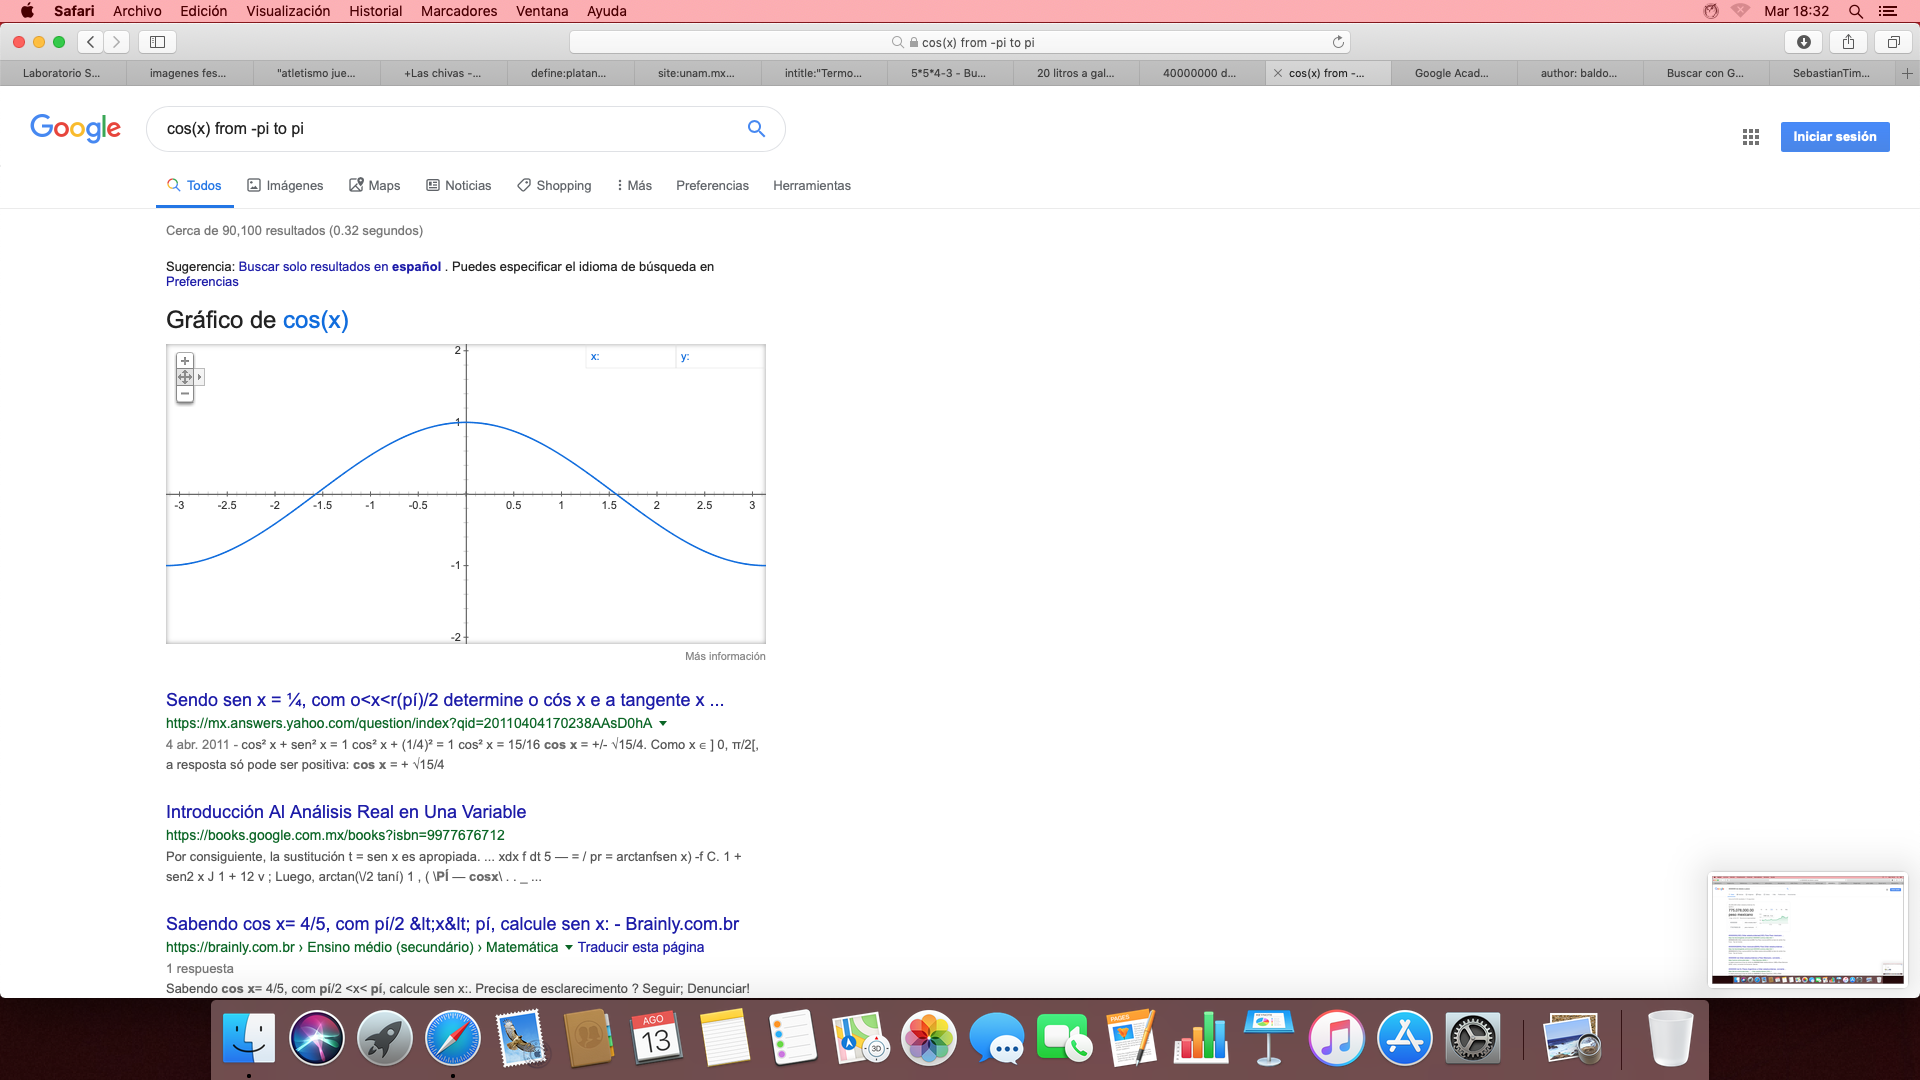 Safari Archivo Edición Visualización Historial Marcadores Ventana Ayuda Mar 18:32
cos(x) from -pi to pi
Laboratorio S... imagenes fes... "atletismo jue... +Las chivas -... define:platan... site:unam.mx... intitle:"Termo... 5*5*4-3 - Bu... 20 litros a gal... 40000000 d... cos(x) from -... Google Acad... author: baldo... Buscar con G... SebastianTim...
Google cos(x) from -pi to pi
Iniciar sesión
Todos Imágenes Maps Noticias Shopping Más Preferencias Herramientas
Cerca de 90,100 resultados (0.32 segundos)
Sugerencia: Buscar solo resultados en español . Puedes especificar el idioma de búsqueda en
Preferencias
Gráfico de cos(x)
2 x: y:
1
-3 -2.5 -2 -1.5 -1 -0.5 0.5 1 1.5 2 2.5 3
-1
-2
Más información
Sendo sen x = ¼, com o<x<r(pí)/2 determine o cós x e a tangente x ...
https://mx.answers.yahoo.com/question/index?qid=20110404170238AAsD0hA
4 abr. 2011 - cos² x + sen² x = 1 cos² x + (1/4)² = 1 cos² x = 15/16 cos x = +/- √15/4. Como x ∈ ] 0, π/2[,
a resposta só pode ser positiva: cos x = + √15/4
Introducción Al Análisis Real en Una Variable
https://books.google.com.mx/books?isbn=9977676712
Por consiguiente, la sustitución t = sen x es apropiada. ... xdx f dt 5 — = / pr = arctanfsen x) -f C. 1 +
sen2 x J 1 + 12 v ; Luego, arctan(\/2 taní) 1 , ( \PÍ — cosx\ . . _ ...
Sabendo cos x= 4/5, com pí/2 &lt;x&lt; pí, calcule sen x: - Brainly.com.br
https://brainly.com.br › Ensino médio (secundário) › Matemática Traducir esta página
1 respuesta
Sabendo cos x= 4/5, com pí/2 <x< pí, calcule sen x:. Precisa de esclarecimento ? Seguir; Denunciar!
AGO
13
3D
PAGES